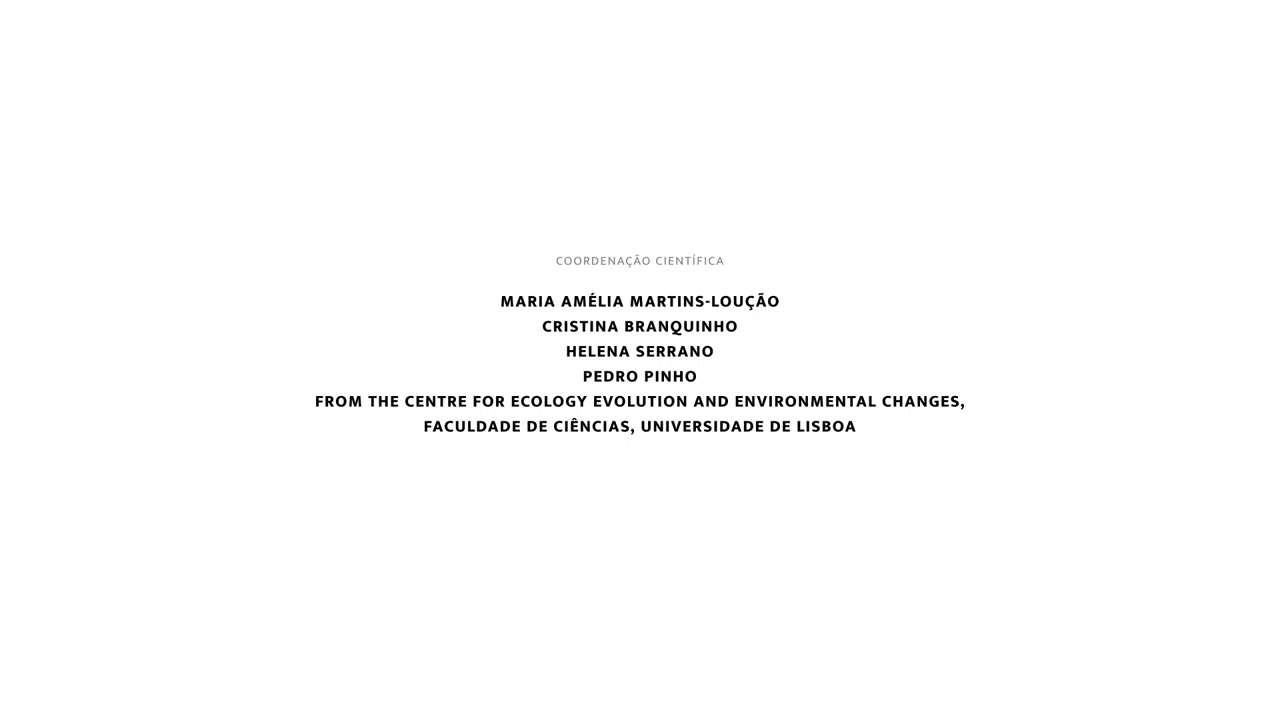 COORDENAÇÃO CIENTÍFICA
MARIA AMÉLIA MARTINS-LOUÇÃO
CRISTINA BRANQUINHO
HELENA SERRANO
PEDRO PINHO
FROM THE CENTRE FOR ECOLOGY EVOLUTION AND ENVIRONMENTAL CHANGES,
FACULDADE DE CIÊNCIAS, UNIVERSIDADE DE LISBOA